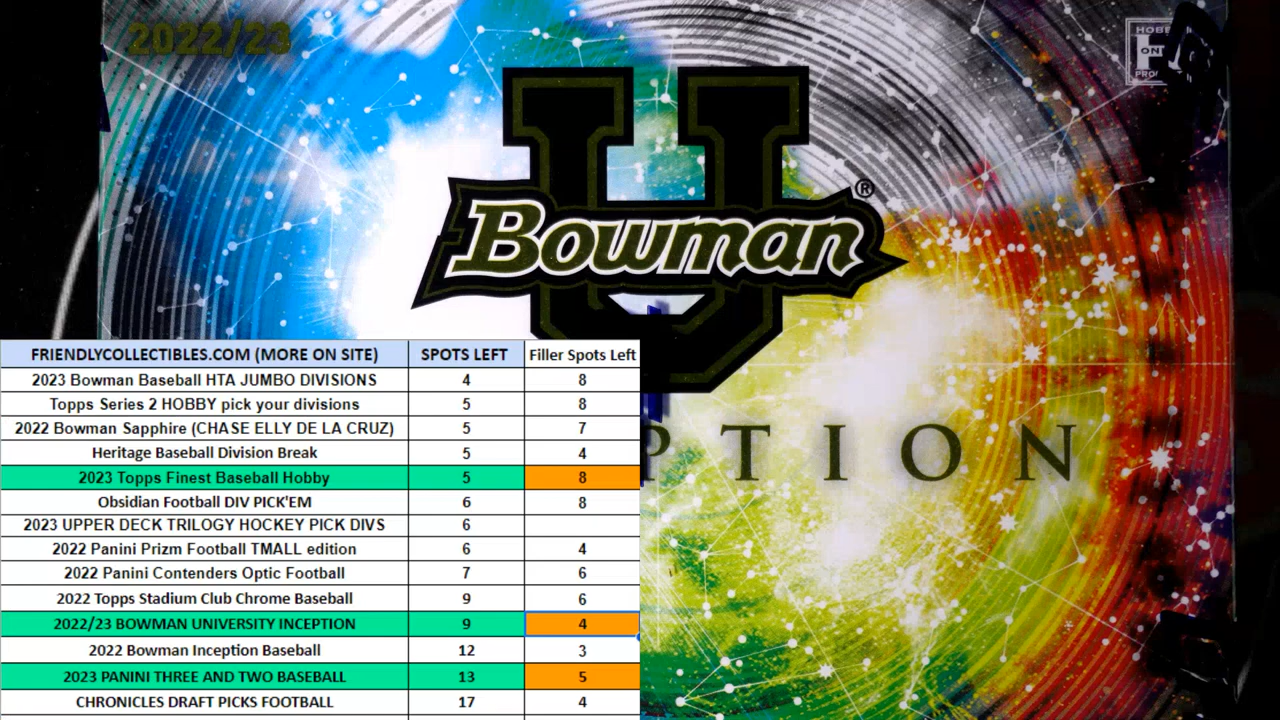 2022/23
HOBB
ONL
PROD
U
Bowman®
PTION
FRIENDLYCOLLECTIBLES.COM (MORE ON SITE) SPOTS LEFT Filler Spots Left
2023 Bowman Baseball HTA JUMBO DIVISIONS 4 8
Topps Series 2 HOBBY pick your divisions 5 8
2022 Bowman Sapphire (CHASE ELLY DE LA CRUZ) 5 7
Heritage Baseball Division Break 5 4
2023 Topps Finest Baseball Hobby 5 8
Obsidian Football DIV PICK'EM 6 8
2023 UPPER DECK TRILOGY HOCKEY PICK DIVS 6
2022 Panini Prizm Football TMALL edition 6 4
2022 Panini Contenders Optic Football 7 6
2022 Topps Stadium Club Chrome Baseball 9 6
2022/23 BOWMAN UNIVERSITY INCEPTION 9 4
2022 Bowman Inception Baseball 12 3
2023 PANINI THREE AND TWO BASEBALL 13 5
CHRONICLES DRAFT PICKS FOOTBALL 17 4